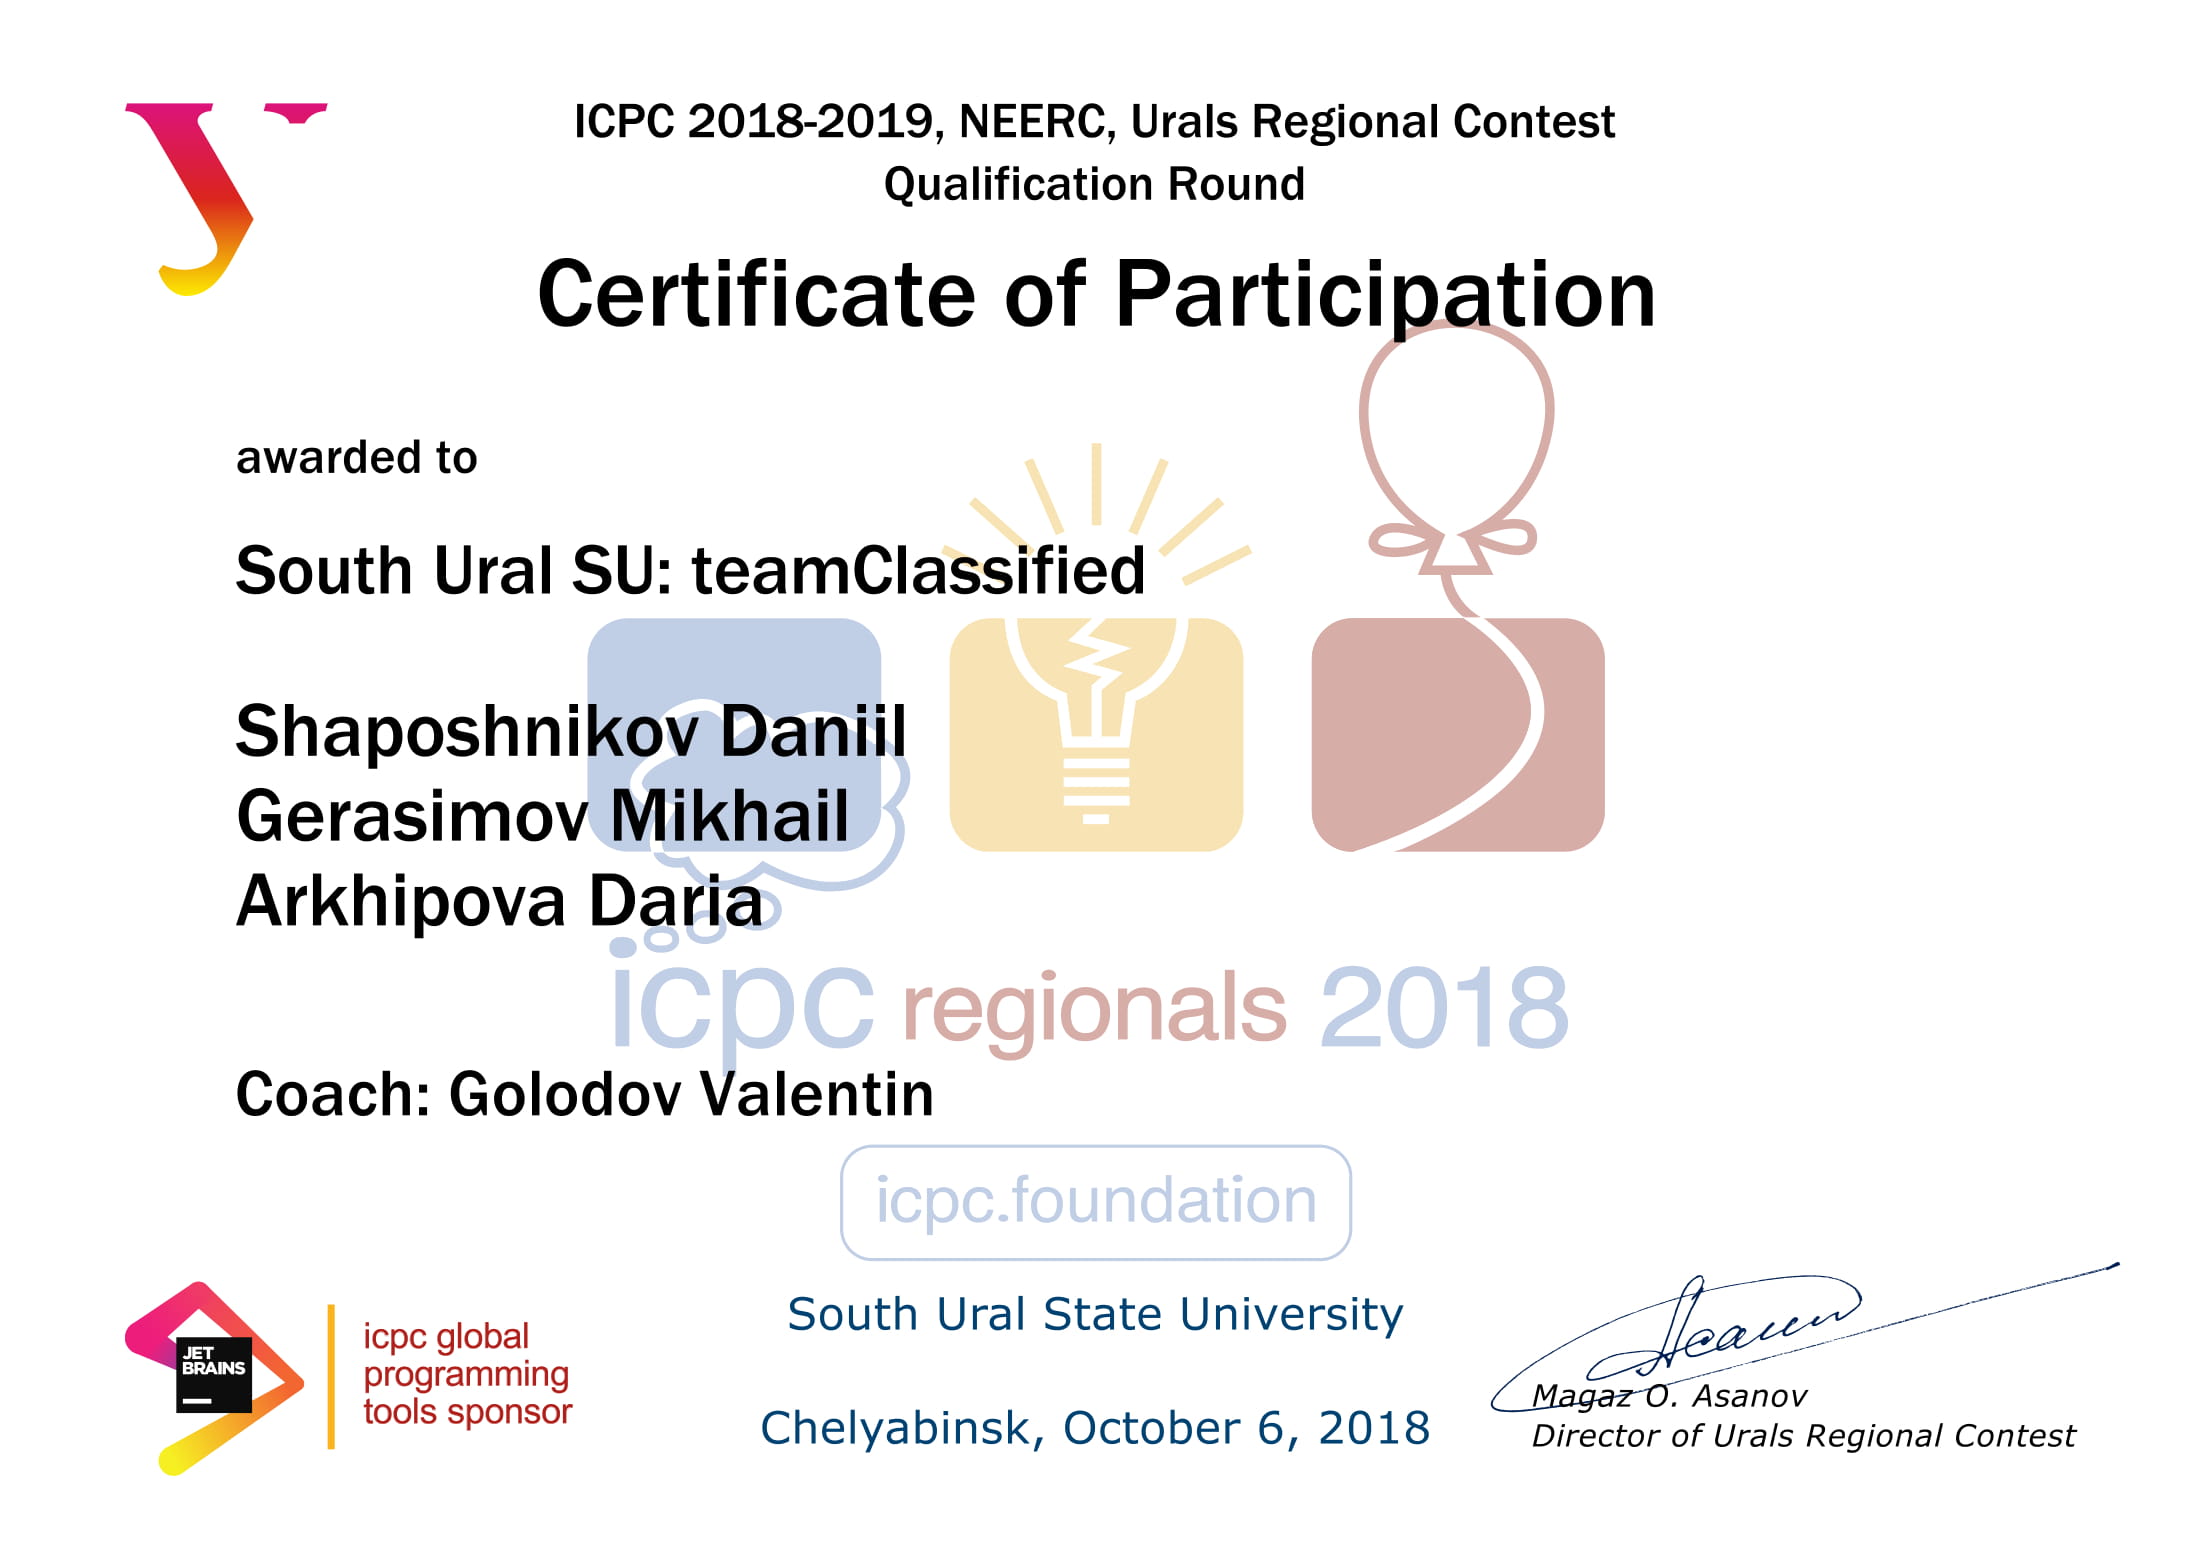 ICPC 2018-2019, NEERC, Urals Regional Contest
Qualification Round
Certificate of Participation
awarded to
South Ural SU: teamClassified
Shaposhnikov Daniil
Gerasimov Mikhail
Arkhipova Daria
icpc regionals 2018
Coach: Golodov Valentin
icpc.foundation
JET
BRAINS
icpc global
programming
tools sponsor
South Ural State University
Chelyabinsk, October 6, 2018
Magaz O. Asanov
Director of Urals Regional Contest